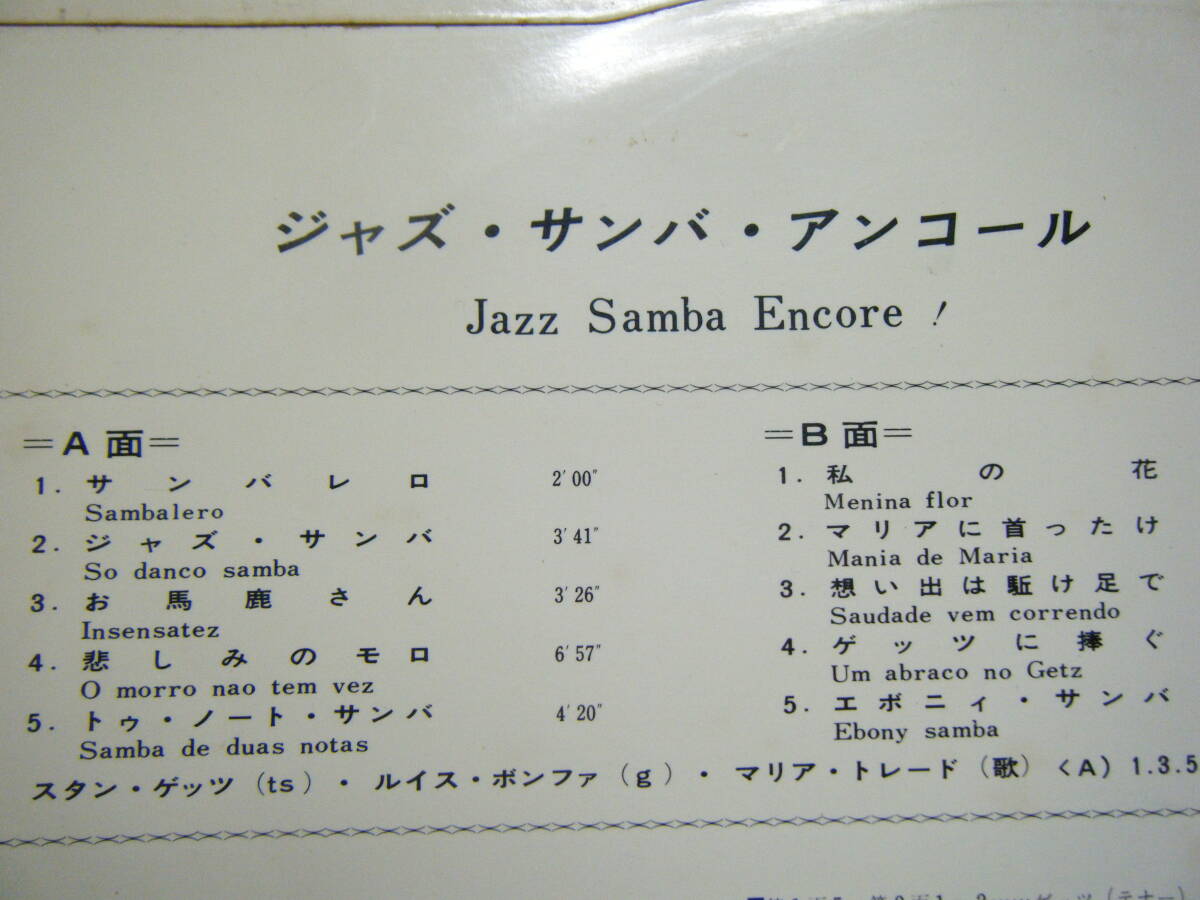 ジャズ・サンバ・アンコール
Jazz Samba Encore !
=A 面=
1. サンバレロ 2′00″
Sambalero
2. ジャズ・サンバ 3′41″
So danco samba
3. お馬鹿さん 3′26″
Insensatez
4. 悲しみのモロ 6′57″
O morro nao tem vez
5. トゥ・ノート・サンバ 4′20″
Samba de duas notas
=B 面=
1. 私の花
Menina flor
2. マリアに首ったけ
Mania de Maria
3. 想い出は駈け足で
Saudade vem correndo
4. ゲッツに捧ぐ
Um abraco no Getz
5. エボニィ・サンバ
Ebony samba
スタン・ゲッツ (ts)・ルイス・ボンファ (g)・マリア・トレード (歌) <A) 1.3.5